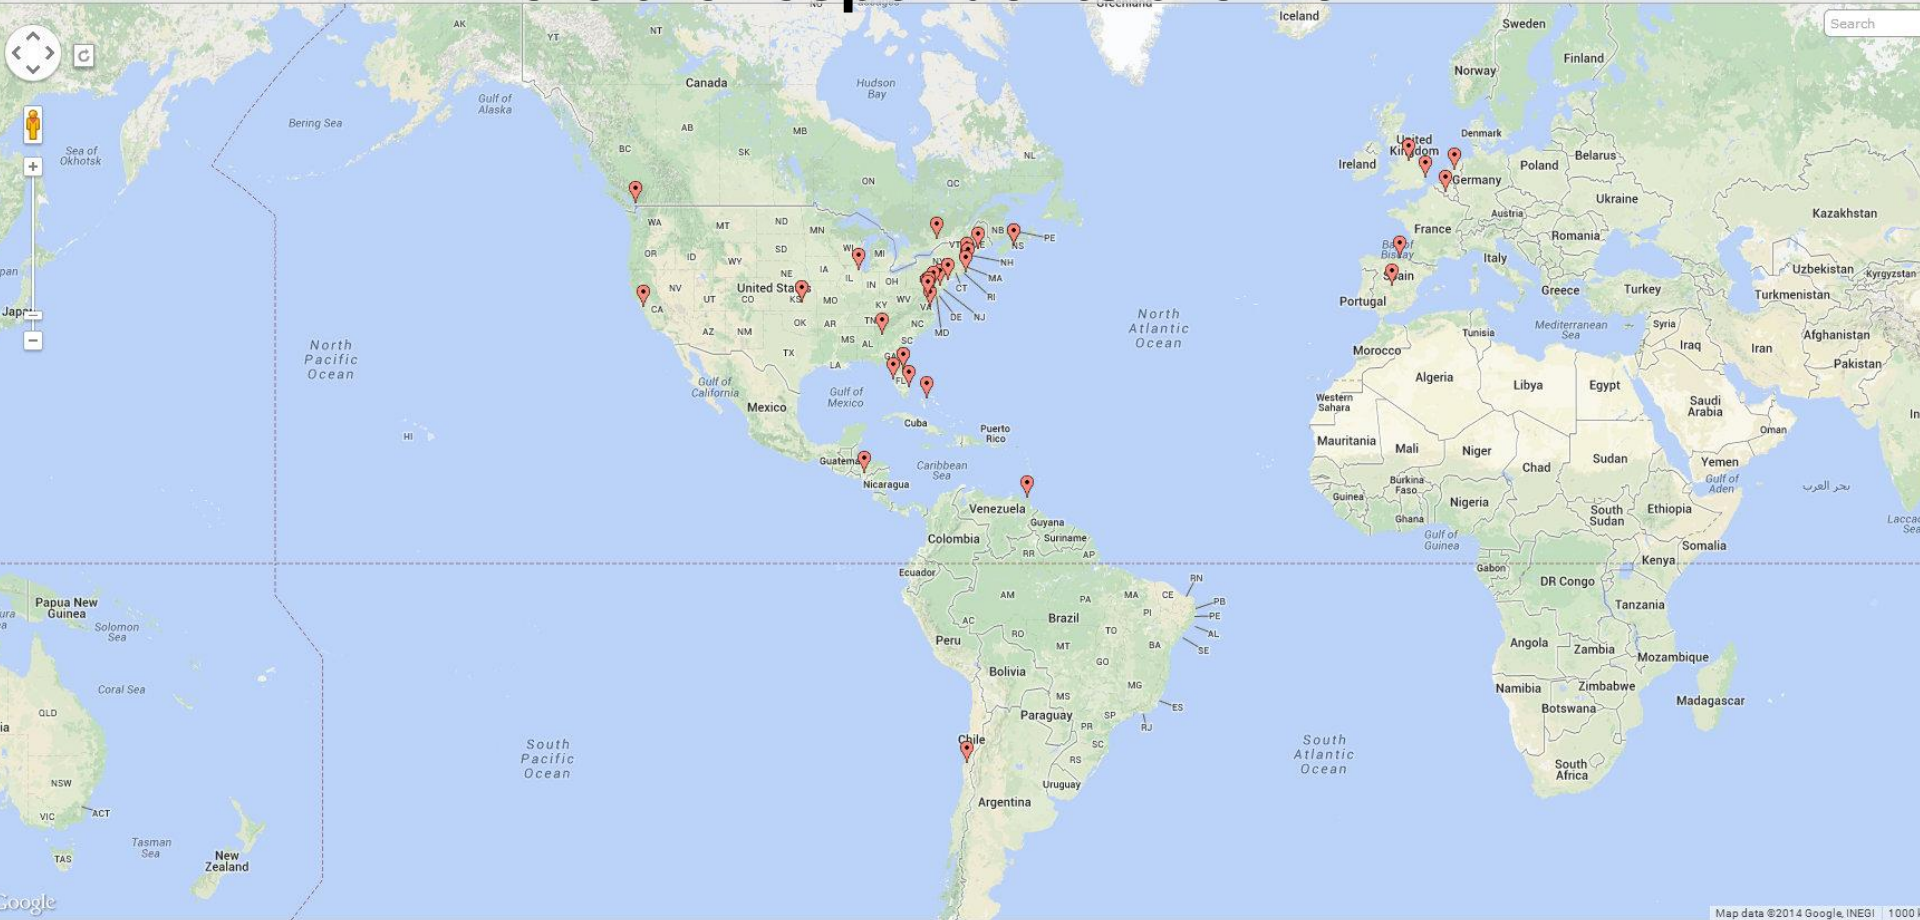 Greenland
Iceland
Sweden
Search
AK
YT
NT
NU
Norway
Finland
Canada
Hudson
Bay
Gulf of
Alaska
Bering Sea
Sea of
Okhotsk
AB
MB
BC
SK
NL
ON
QC
United
Kingdom
Denmark
Ireland
Poland
Belarus
Germany
Ukraine
Kazakhstan
Austria
France
Romania
WA
MT
ND
MN
NB
PE
NS
OR
ID
SD
WY
WI
MI
VT
NH
Bay of
Biscay
Italy
Uzbekistan
Kyrgyzstan
NE
IA
IL
IN
OH
MA
CT
RI
NV
UT
United States
CO
KS
MO
KY
WV
VA
Spain
Portugal
Greece
Turkey
Turkmenistan
CA
AZ
NM
OK
AR
TN
NC
DE
NJ
MD
MS
AL
SC
GA
TX
LA
FL
North
Pacific
Ocean
North
Atlantic
Ocean
Tunisia
Mediterranean
Sea
Syria
Iraq
Iran
Afghanistan
Pakistan
Morocco
Algeria
Libya
Egypt
Western
Sahara
Saudi
Arabia
Oman
Gulf of
California
Gulf of
Mexico
Mexico
Cuba
Puerto
Rico
HI
Mauritania
Mali
Niger
Chad
Sudan
Yemen
Gulf of
Aden
بحر العرب
Caribbean
Sea
Nicaragua
Venezuela
Guyana
Suriname
Colombia
RR
AP
Ecuador
Guinea
Burkina
Faso
Ghana
Nigeria
South
Sudan
Ethiopia
Gulf of
Guinea
Somalia
Kenya
Gabon
DR Congo
Tanzania
Papua New
Guinea
Solomon
Sea
AM
PA
MA
CE
RN
PB
PE
AL
SE
PI
AC
Brazil
RO
TO
Peru
MT
BA
Bolivia
GO
MG
MS
ES
Paraguay
SP
RJ
PR
SC
RS
Chile
Uruguay
Argentina
Angola
Zambia
Mozambique
Namibia
Zimbabwe
Botswana
Madagascar
South
Africa
Coral Sea
QLD
NSW
ACT
VIC
TAS
Tasman
Sea
New
Zealand
South
Pacific
Ocean
South
Atlantic
Ocean
Google
Map data ©2014 Google, INEGI
1000